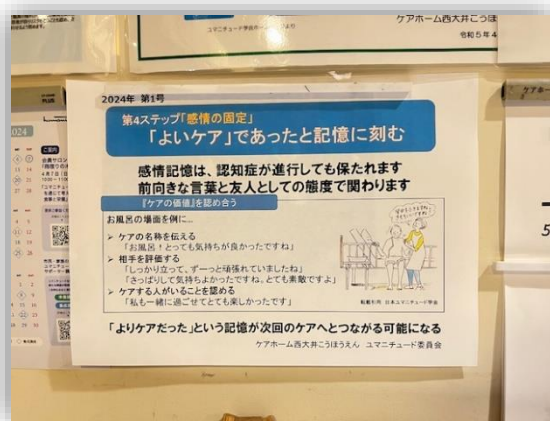 ケアホーム西大井こうほ
令和5年4
2024年 第1号
第4ステップ「感情の固定」
「よいケア」であったと記憶に刻む
感情記憶は、認知症が進行しても保たれます
前向きな言葉と友人としての態度で関わります
『ケアの価値』を認め合う
お風呂の場面を例に…
➢ ケアの名称を伝える
「お風呂！とっても気持ちが良かったですね」
➢ 相手を評価する
「しっかり立って、ずーっと頑張れていましたね」
「さっぱりして気持ちよかったですね、とても素敵ですよ」
➢ ケアする人がいることを認める
「私も一緒に過ごせてとても楽しかったです」
転載引用 日本ユマニチュード学会
「よりケアだった」という記憶が次回のケアへとつながる可能になる
ケアホーム西大井こうほうえん ユマニチュード委員会